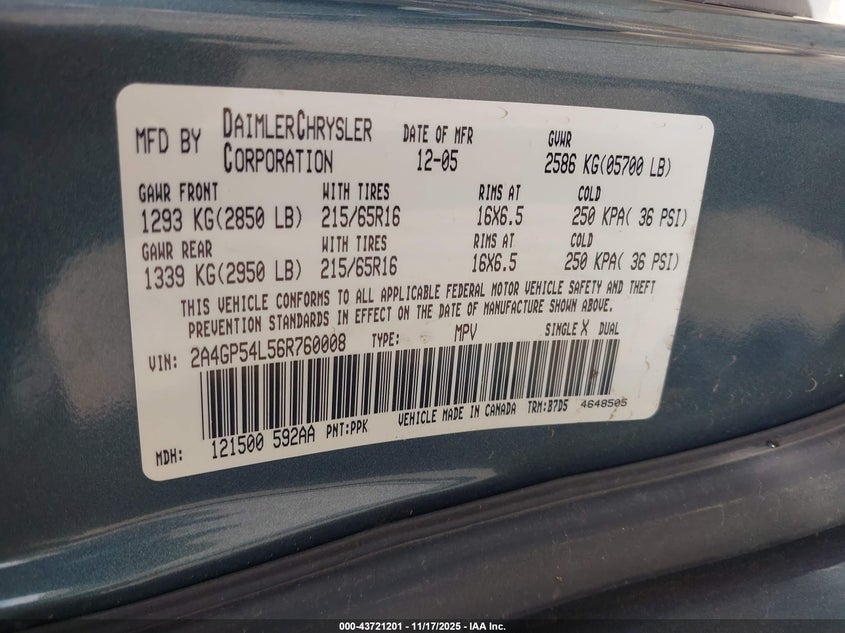 MFD BY DAIMLERCHRYSLER CORPORATION DATE OF MFR 12-05 GVWR 2586 KG(05700 LB)
GAWR FRONT WITH TIRES RIMS AT COLD
1293 KG(2850 LB) 215/65R16 16X6.5 250 KPA( 36 PSI)
GAWR REAR WITH TIRES RIMS AT COLD
1339 KG(2950 LB) 215/65R16 16X6.5 250 KPA( 36 PSI)
THIS VEHICLE CONFORMS TO ALL APPLICABLE FEDERAL MOTOR VEHICLE SAFETY AND THEFT
PREVENTION STANDARDS IN EFFECT ON THE DATE OF MANUFACTURE SHOWN ABOVE.
VIN: 2A4GP54L56R760008 TYPE: MPV SINGLE X DUAL
VEHICLE MADE IN CANADA TRM:B7D5 4648505
MDH: 121500 592AA PNT:PPK
000-43721201 - 11/17/2025 - IAA Inc.